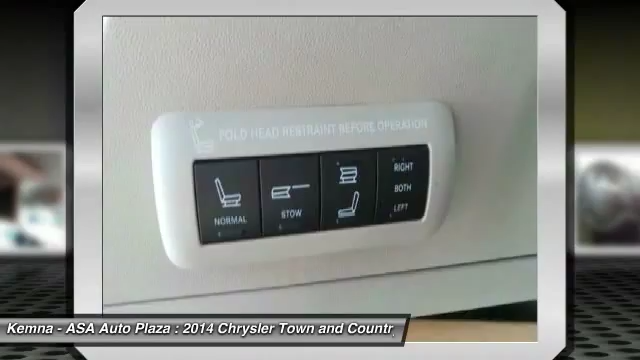 FOLD HEAD RESTRAINT BEFORE OPERATION
NORMAL
STOW
RIGHT
BOTH
LEFT
Kemna - ASA Auto Plaza : 2014 Chrysler Town and Countr